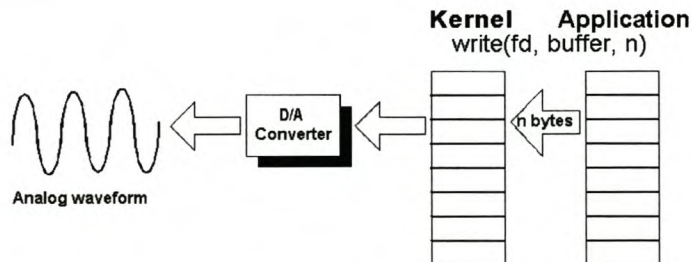 Kernel Application
write(fd, buffer, n)
D/A
Converter
n bytes
Analog waveform